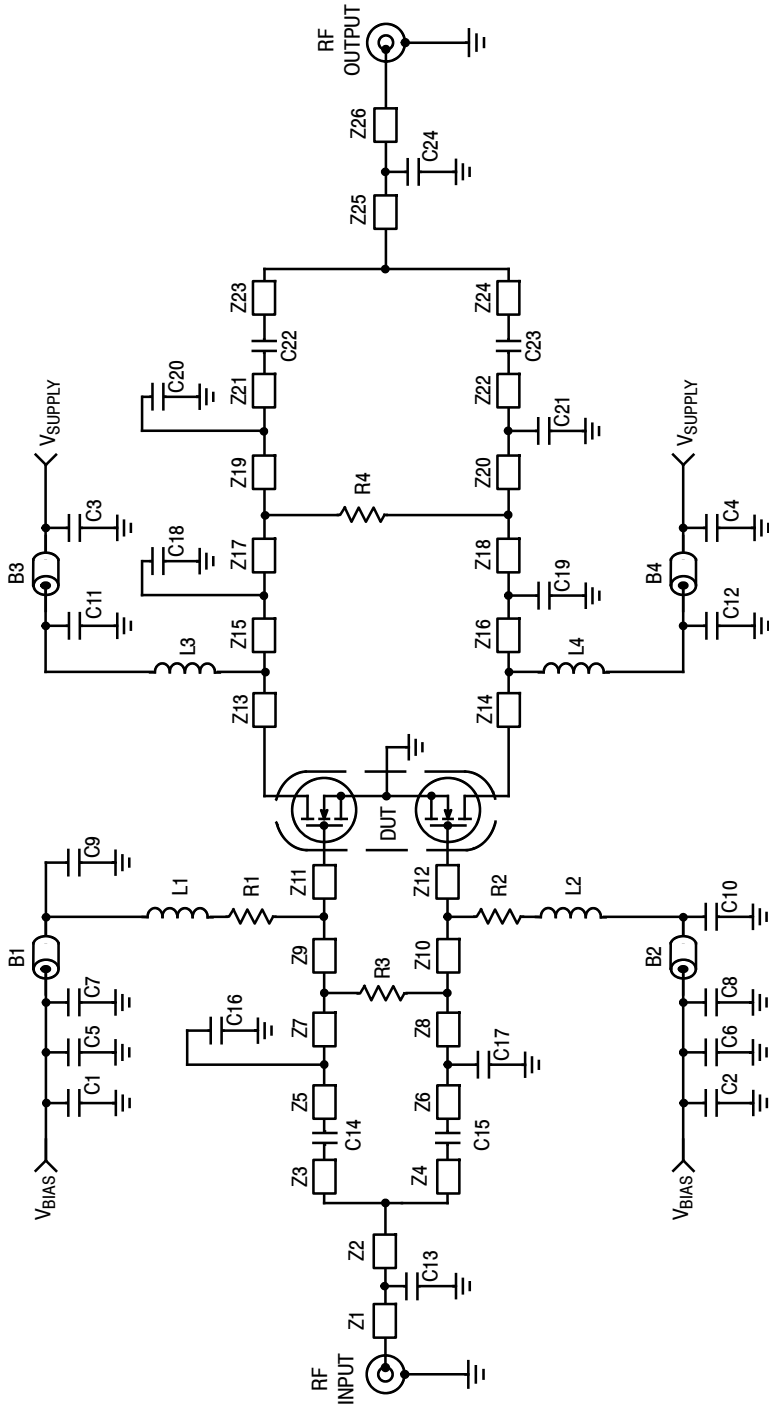 RF
INPUT
Z1
C13
Z2
VBIAS
C1
C5
C7
B1
C9
L1
R1
Z3
C14
Z5
C16
Z7
Z9
Z11
R3
Z4
C15
Z6
C17
Z8
Z10
Z12
R2
L2
VBIAS
C2
C6
C8
B2
C10
DUT
Z13
L3
C11
B3
C3
VSUPPLY
Z15
C18
Z17
Z19
C20
Z21
C22
Z23
R4
Z14
Z16
C19
Z18
Z20
C21
Z22
C23
Z24
L4
C12
B4
C4
VSUPPLY
Z25
C24
Z26
RF
OUTPUT